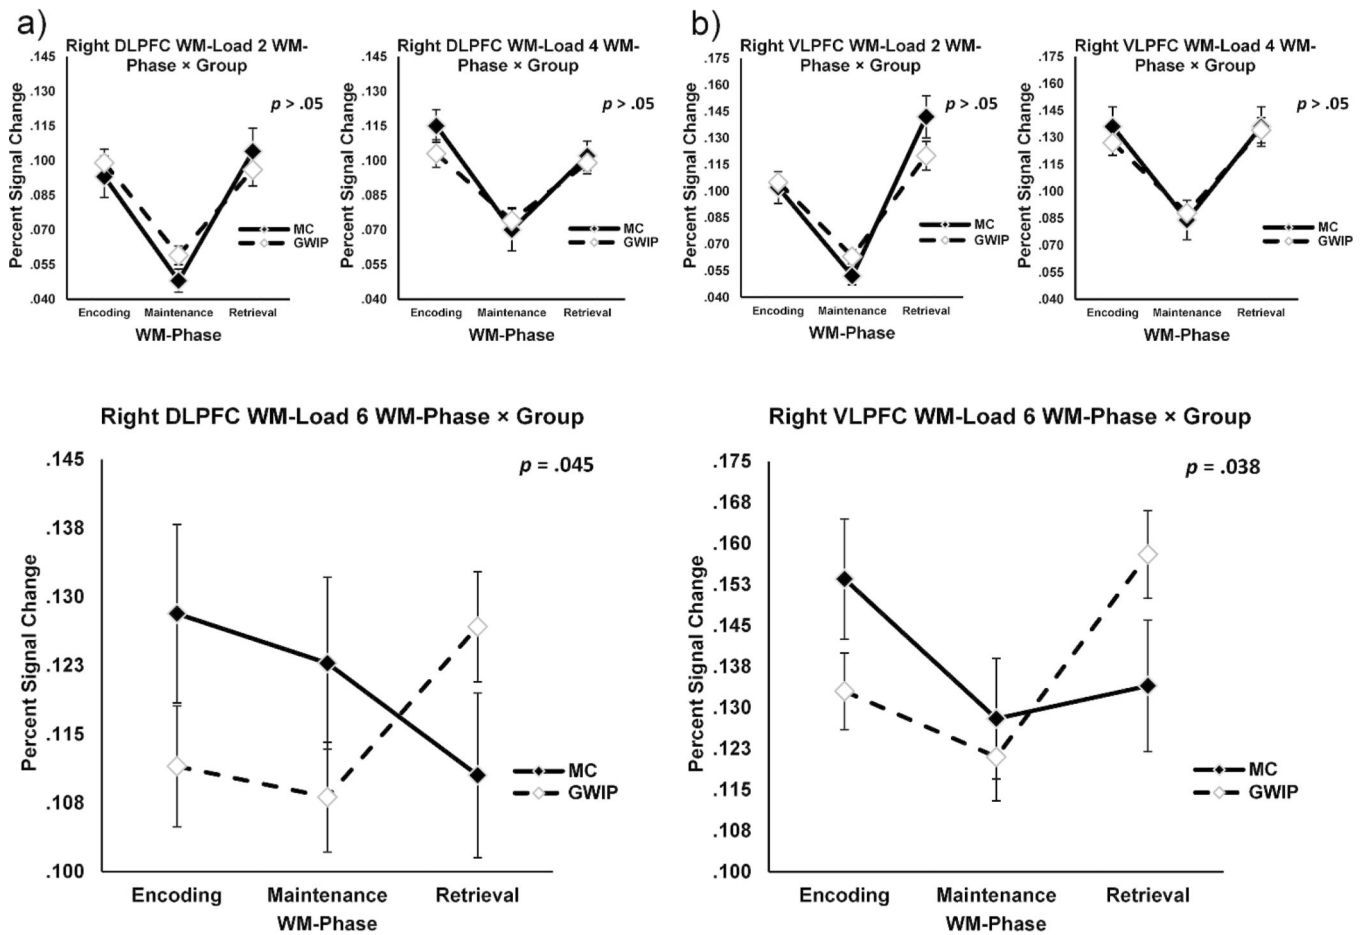 a)
Right DLPFC WM-Load 2 WM-
Phase × Group
p > .05
Percent Signal Change
.145
.130
.115
.100
.085
.070
.055
.040
MC
GWIP
Encoding Maintenance Retrieval
WM-Phase
Right DLPFC WM-Load 4 WM-
Phase × Group
p > .05
Percent Signal Change
.145
.130
.115
.100
.085
.070
.055
.040
MC
GWIP
Encoding Maintenance Retrieval
WM-Phase
b)
Right VLPFC WM-Load 2 WM-
Phase × Group
p > .05
Percent Signal Change
.175
.160
.145
.130
.115
.100
.085
.070
.055
.040
MC
GWIP
Encoding Maintenance Retrieval
WM-Phase
Right VLPFC WM-Load 4 WM-
Phase × Group
p > .05
Percent Signal Change
.175
.160
.145
.130
.115
.100
.085
.070
.055
.040
MC
GWIP
Encoding Maintenance Retrieval
WM-Phase
Right DLPFC WM-Load 6 WM-Phase × Group
p = .045
Percent Signal Change
.145
.138
.130
.123
.115
.108
.100
MC
GWIP
Encoding Maintenance Retrieval
WM-Phase
Right VLPFC WM-Load 6 WM-Phase × Group
p = .038
Percent Signal Change
.175
.168
.160
.153
.145
.138
.130
.123
.115
.108
.100
MC
GWIP
Encoding Maintenance Retrieval
WM-Phase